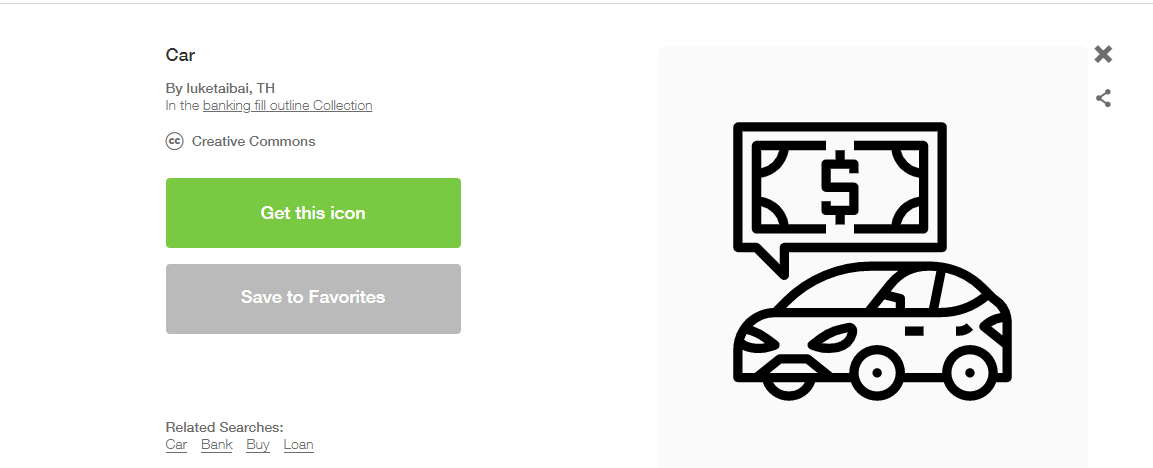 Car
By luketaibai, TH
In the banking fill outline Collection
cc Creative Commons
Get this icon
Save to Favorites
Related Searches:
Car Bank Buy Loan
$